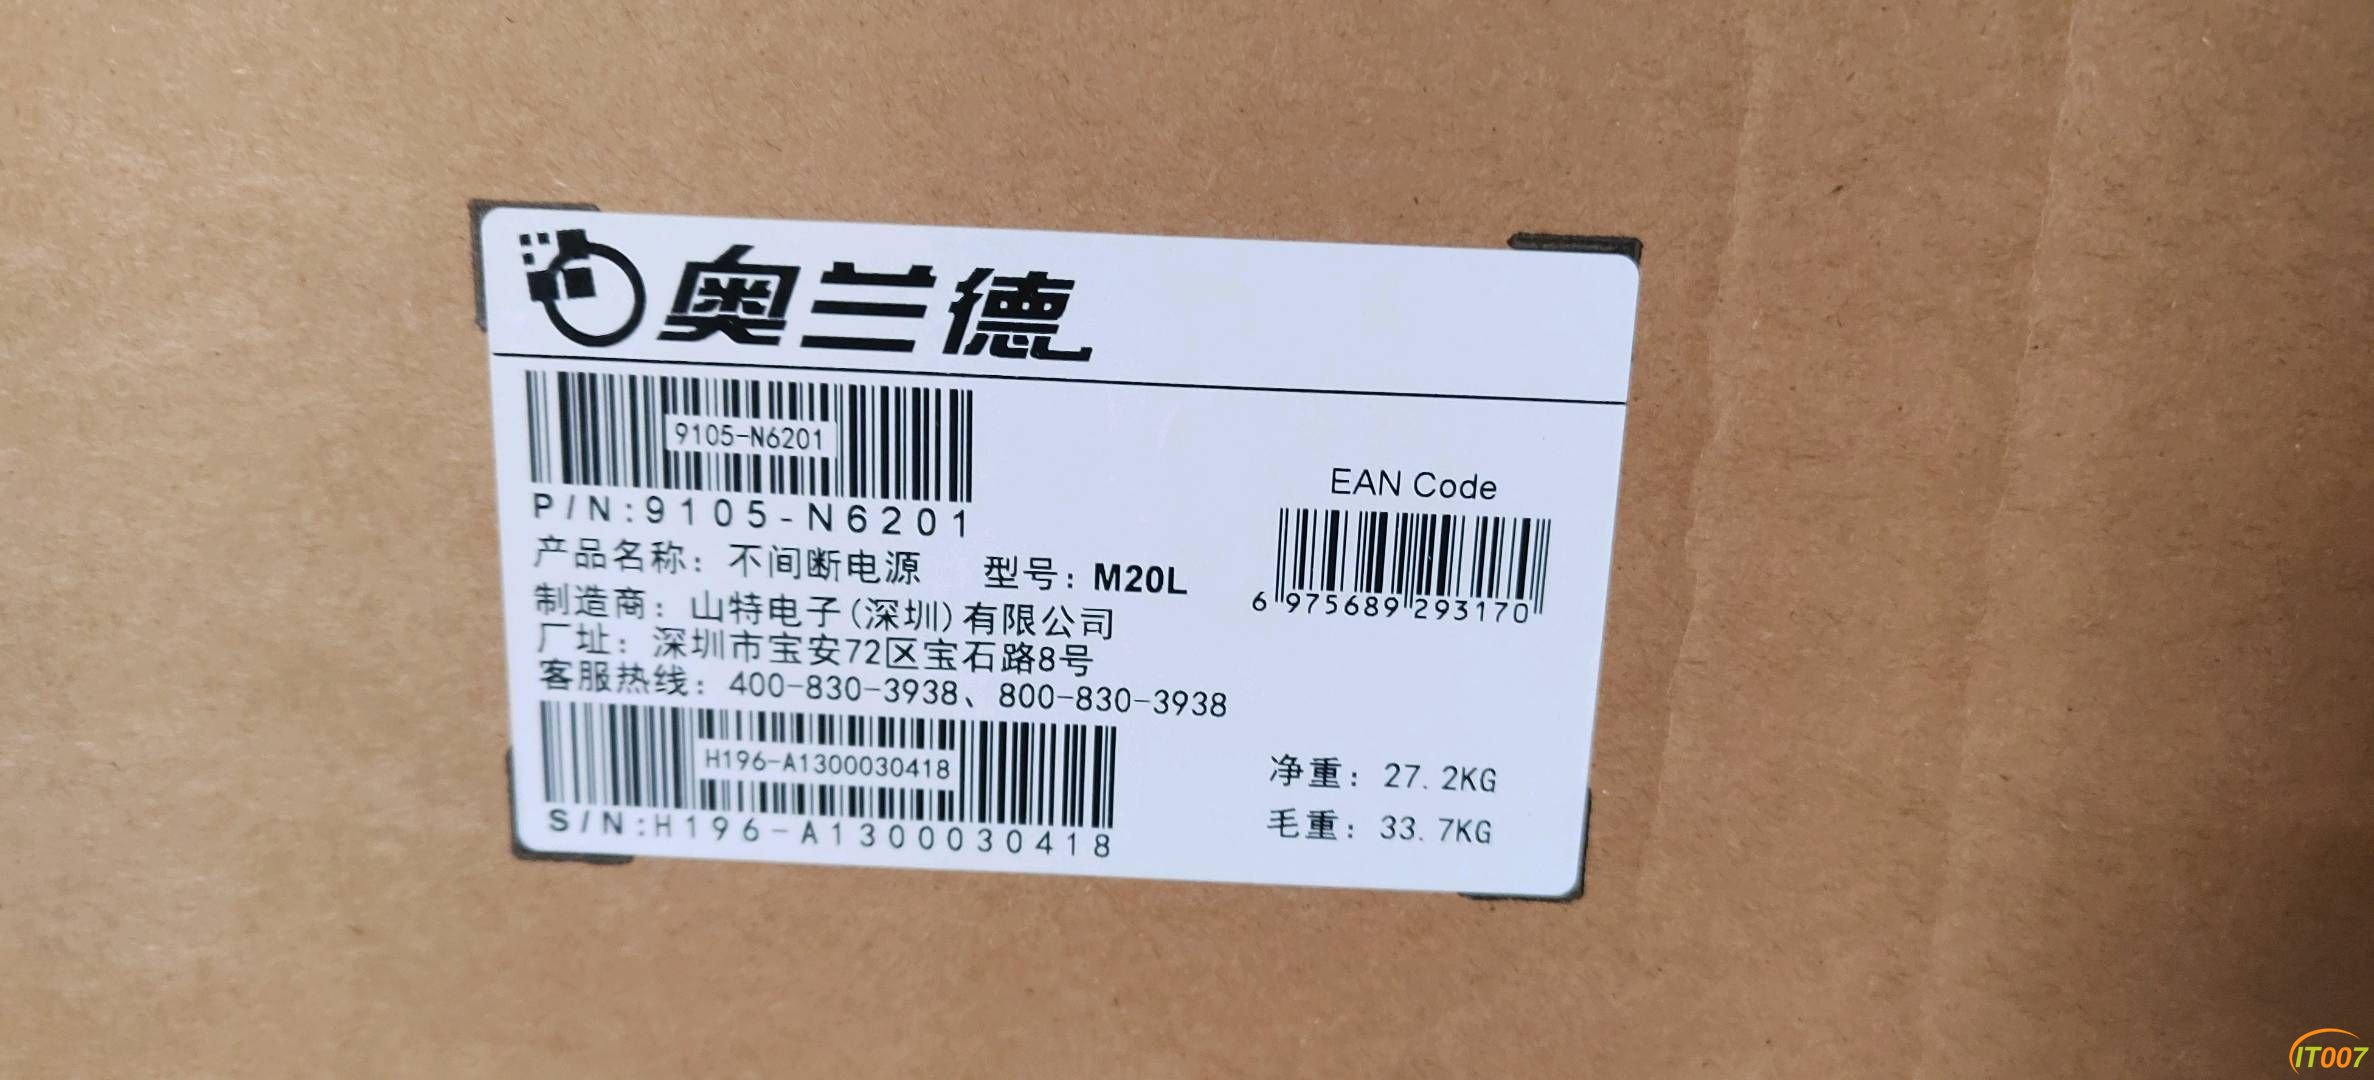 奥兰德
9105-N6201
P/N:9105-N6201
EAN Code
6 975689 293170
产品名称：不间断电源 型号：M20L
制造商：山特电子(深圳)有限公司
厂址：深圳市宝安72区宝石路8号
客服热线：400-830-3938、800-830-3938
H196-A1300030418
S/N:H196-A1300030418
净重：27.2KG
毛重：33.7KG
IT007